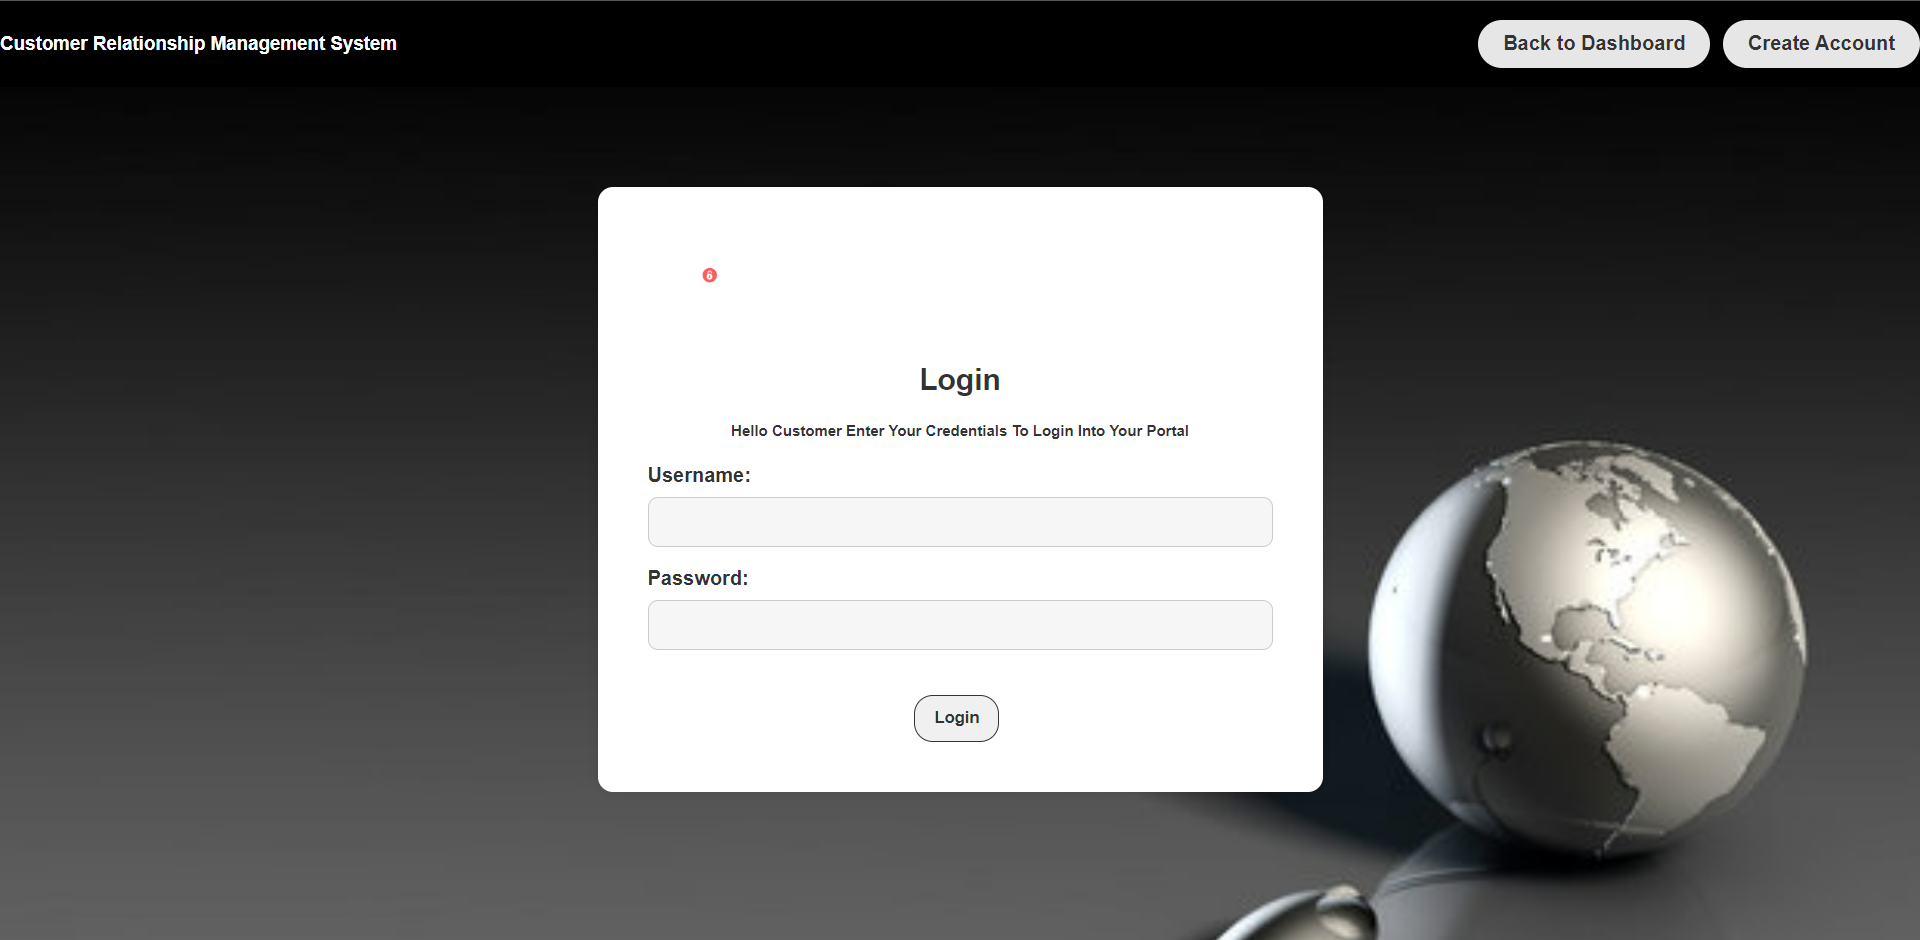 Customer Relationship Management System
Back to Dashboard
Create Account
Login
Hello Customer Enter Your Credentials To Login Into Your Portal
Username:
Password:
Login